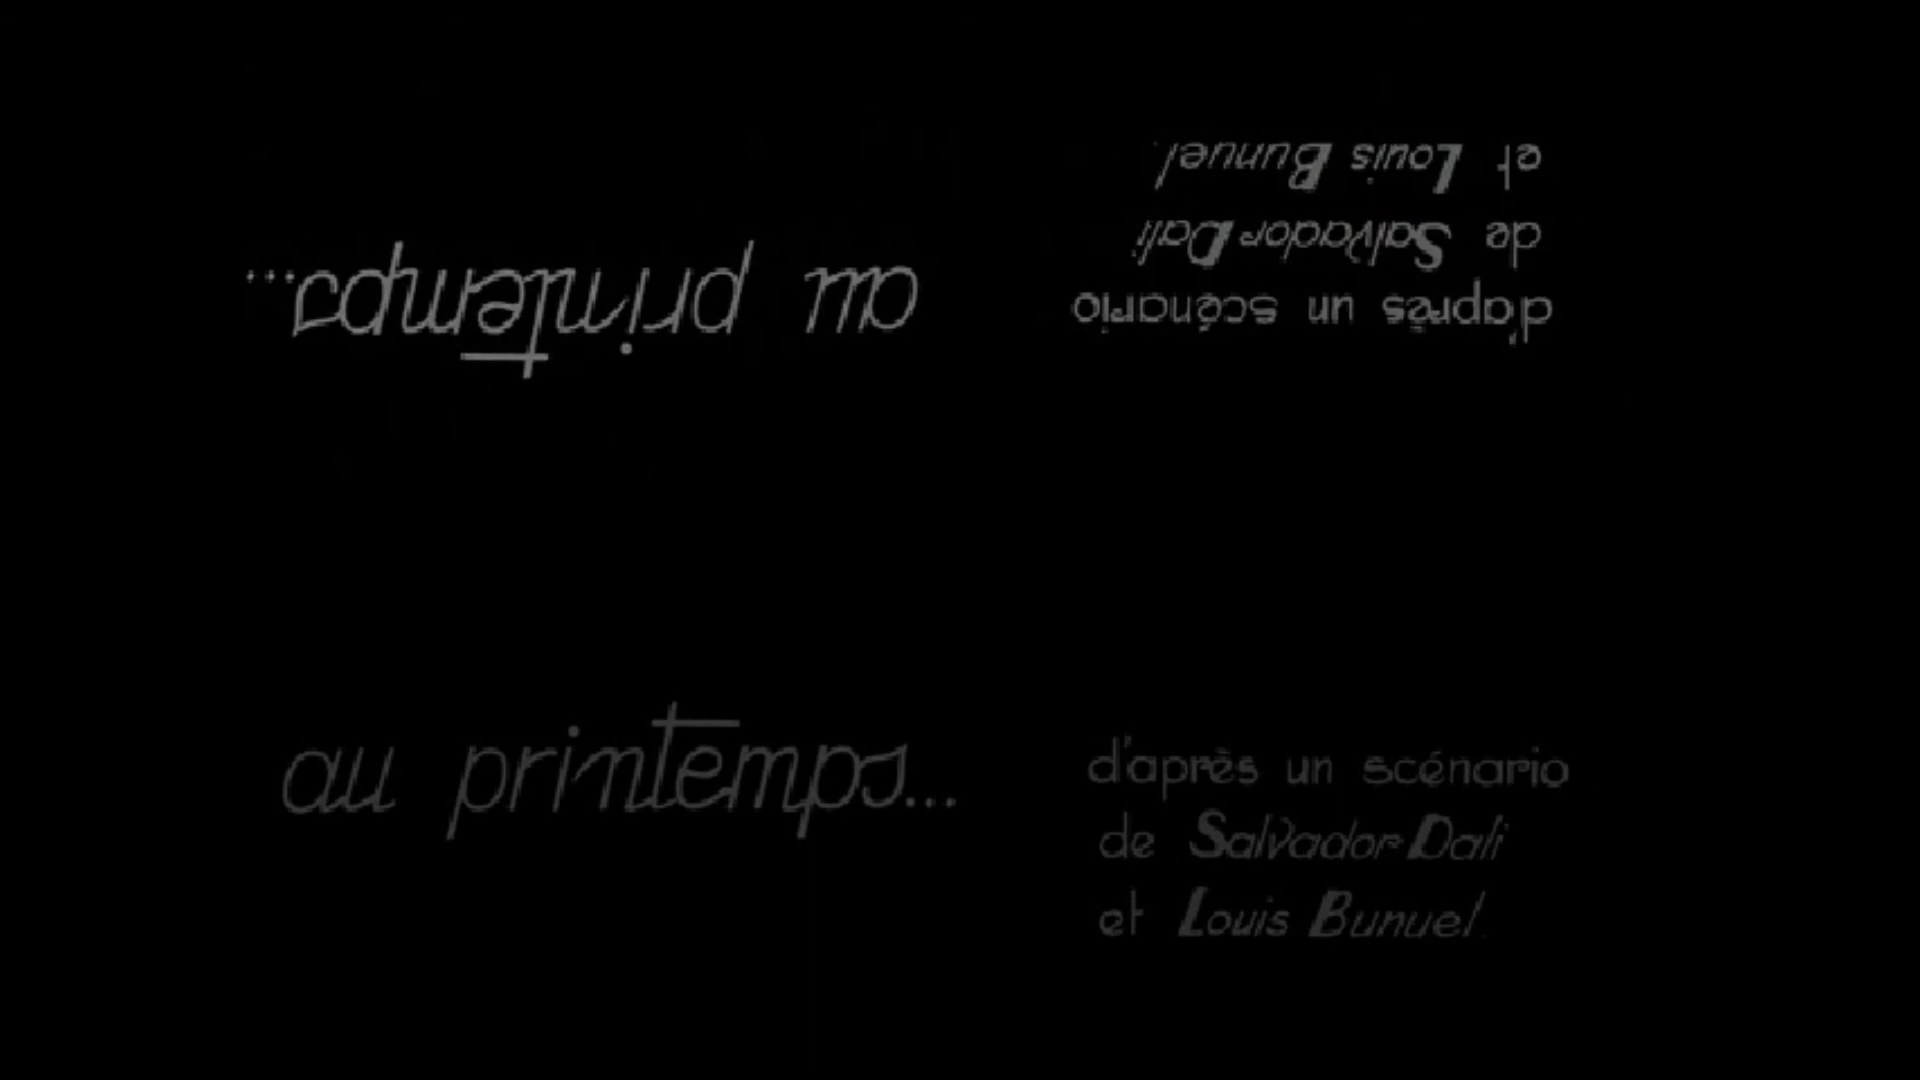 au printemps...
et Louis Bunuel.
de Salvador Dali
d'après un scénario
au printemps...
d'après un scénario
de Salvador Dali
et Louis Bunuel.